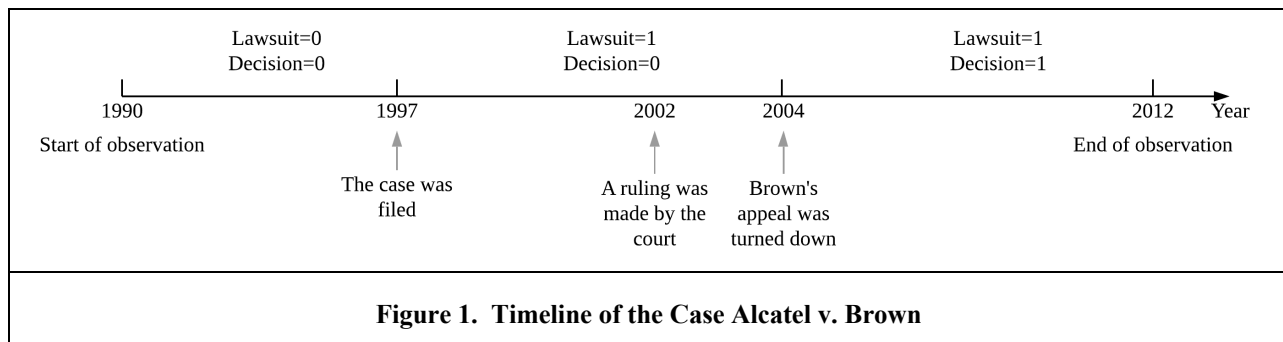 Lawsuit=0 Lawsuit=1 Lawsuit=1
Decision=0 Decision=0 Decision=1
1990 1997 2002 2004 2012 Year
Start of observation End of observation
The case was
filed
A ruling was
made by the
court
Brown's
appeal was
turned down
Figure 1. Timeline of the Case Alcatel v. Brown